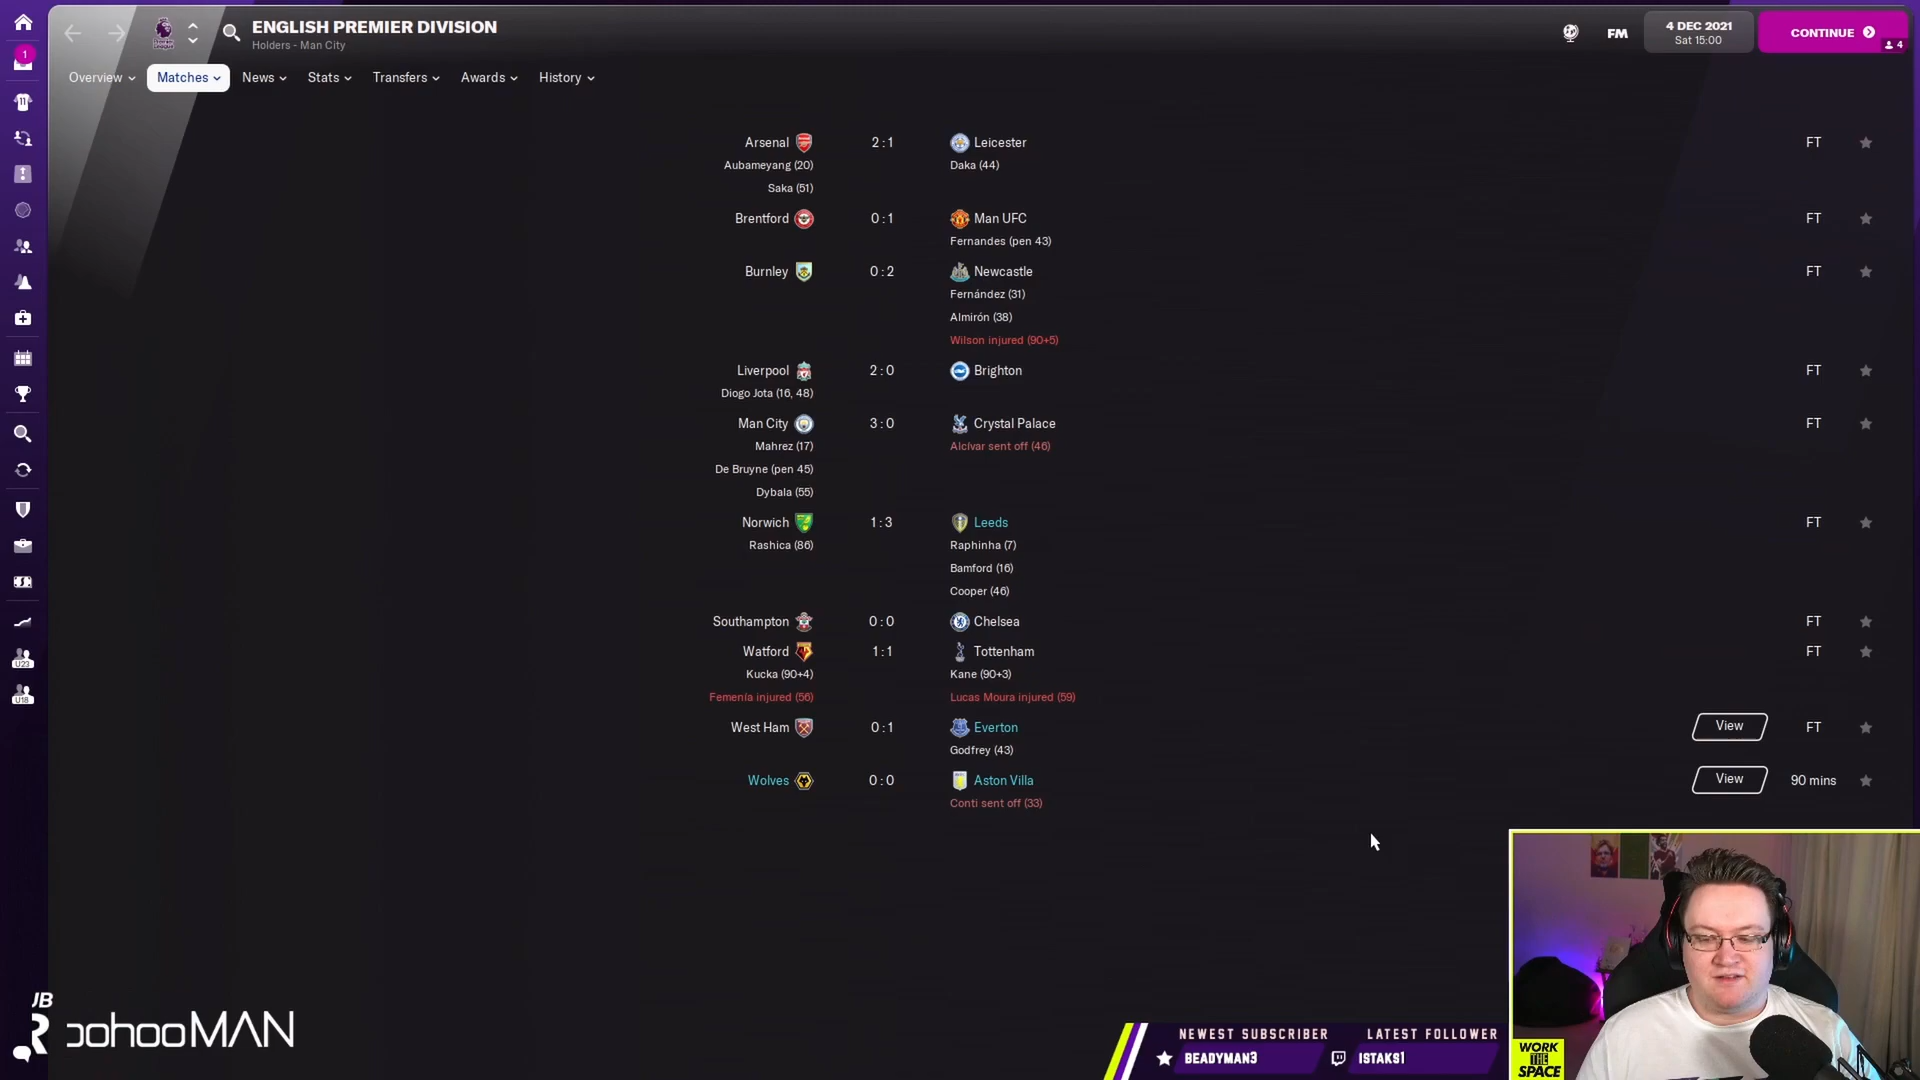 ENGLISH PREMIER DIVISION
Holders - Man City
FM
4 DEC 2021
Sat 15:00
CONTINUE
4
1
Overview
Matches
News
Stats
Transfers
Awards
History
Arsenal 2 : 1 Leicester FT
Aubameyang (20) Daka (44)
Saka (51)
Brentford 0 : 1 Man UFC FT
Fernandes (pen 43)
Burnley 0 : 2 Newcastle FT
Fernández (31)
Almirón (38)
Wilson injured (90+5)
Liverpool 2 : 0 Brighton FT
Diogo Jota (16, 48)
Man City 3 : 0 Crystal Palace FT
Mahrez (17) Alcívar sent off (46)
De Bruyne (pen 45)
Dybala (55)
Norwich 1 : 3 Leeds FT
Rashica (86) Raphinha (7)
Bamford (16)
Cooper (46)
Southampton 0 : 0 Chelsea FT
Watford 1 : 1 Tottenham FT
Kucka (90+4) Kane (90+3)
Femenía injured (56) Lucas Moura injured (59)
West Ham 0 : 1 Everton View FT
Godfrey (43)
Wolves 0 : 0 Aston Villa View 90 mins
Conti sent off (33)
U23
U18
JB
oohooMAN
NEWEST SUBSCRIBER LATEST FOLLOWER
BEADYMAN3 ISTAKS1
WORK
THE
SPACE